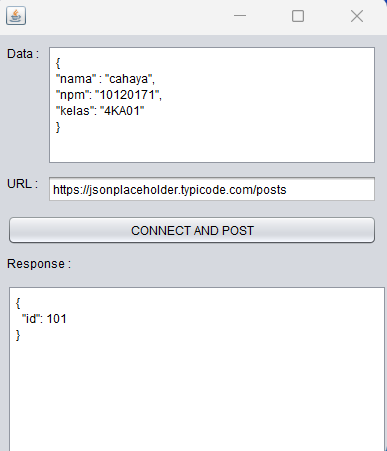 Data :
{
"nama" : "cahaya",
"npm": "10120171",
"kelas": "4KA01"
}
URL :
https://jsonplaceholder.typicode.com/posts
CONNECT AND POST
Response :
{
"id": 101
}